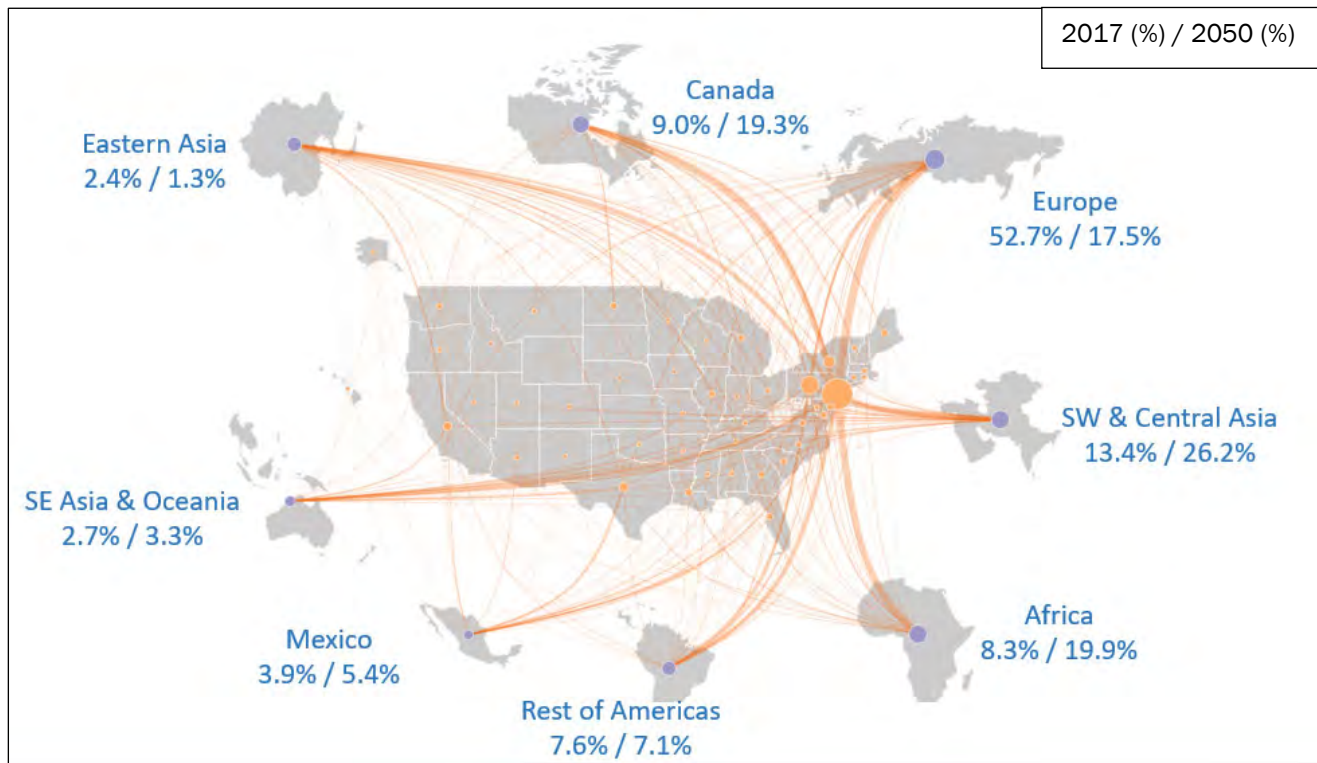 2017 (%) / 2050 (%)
Canada
9.0% / 19.3%
Eastern Asia
2.4% / 1.3%
Europe
52.7% / 17.5%
SW & Central Asia
13.4% / 26.2%
SE Asia & Oceania
2.7% / 3.3%
Africa
8.3% / 19.9%
Mexico
3.9% / 5.4%
Rest of Americas
7.6% / 7.1%